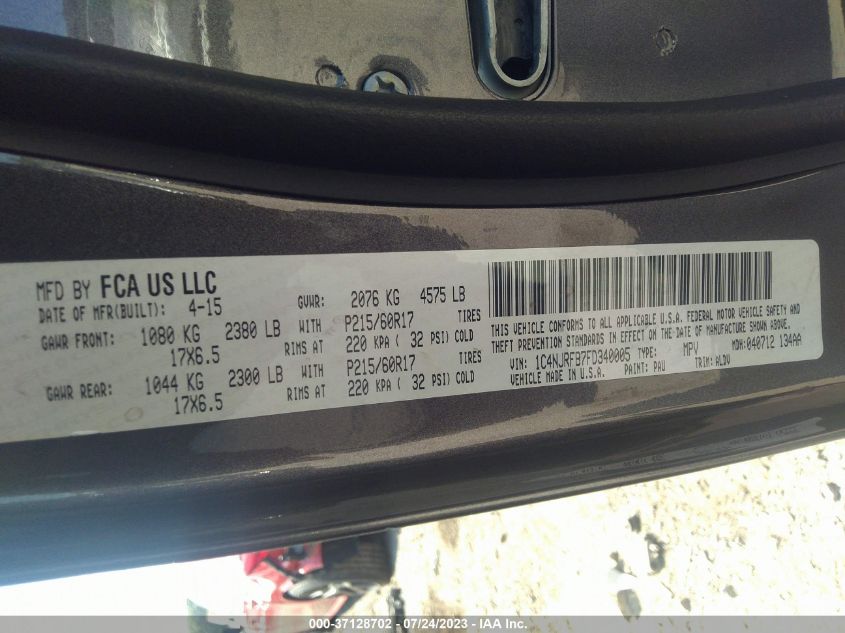 MFD BY FCA US LLC
DATE OF MFR(BUILT): 4-15 GVWR: 2076 KG 4575 LB
GAWR FRONT: 1080 KG 2380 LB WITH P215/60R17 TIRES
17X6.5 RIMS AT 220 KPA ( 32 PSI) COLD
GAWR REAR: 1044 KG 2300 LB WITH P215/60R17 TIRES
17X6.5 RIMS AT 220 KPA ( 32 PSI) COLD
THIS VEHICLE CONFORMS TO ALL APPLICABLE U.S.A. FEDERAL MOTOR VEHICLE SAFETY, BUMPER, AND
THEFT PREVENTION STANDARDS IN EFFECT ON THE DATE OF MANUFACTURE SHOWN ABOVE.
VIN: 1C4NJRFB7FD340005 TYPE: MPV MDH: 040712 134AA
VEHICLE MADE IN U.S.A. PAINT: PAU TRIM: ALDV
000-37128702 - 07/24/2023 - IAA Inc.